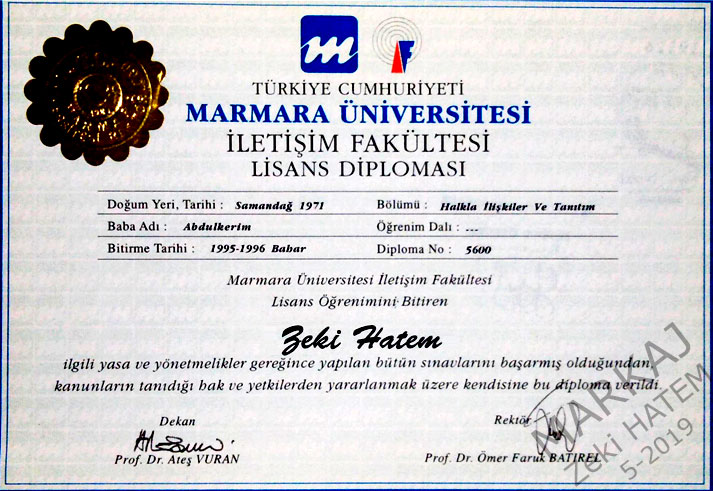 m
F
TÜRKİYE CUMHURİYETİ
MARMARA ÜNİVERSİTESİ
İLETİŞİM FAKÜLTESİ
LİSANS DİPLOMASI
Doğum Yeri, Tarihi : Samandağ 1971 Bölümü : Halkla İlişkiler Ve Tanıtım
Baba Adı : Abdulkerim Öğrenim Dalı : ---
Bitirme Tarihi : 1995-1996 Bahar Diploma No : 5600
Marmara Üniversitesi İletişim Fakültesi
Lisans Öğrenimini Bitiren
Zeki Hatem
ilgili yasa ve yönetmelikler gereğince yapılan bütün sınavlarını başarmış olduğundan,
kanunların tanıdığı hak ve yetkilerden yararlanmak üzere kendisine bu diploma verildi.
Dekan Rektör
Prof. Dr. Ateş VURAN Prof. Dr. Ömer Faruk BATIREL
MARKAJ
Zeki HATEM
5-2019